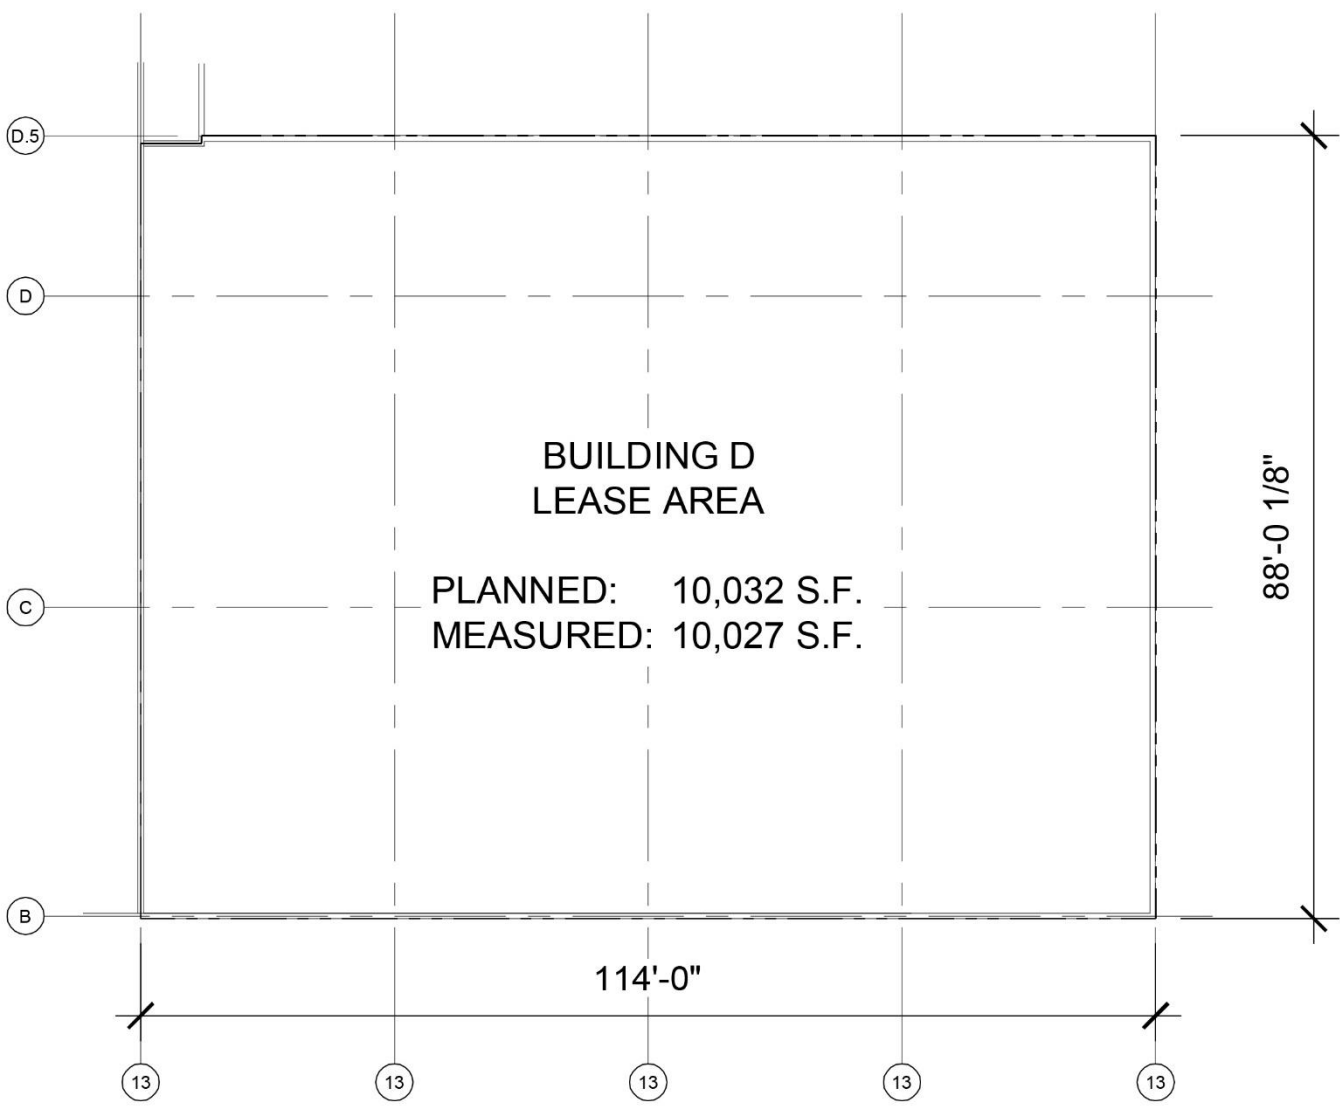 D.5
D
BUILDING D
LEASE AREA
88'-0 1/8"
PLANNED: 10,032 S.F.
C
MEASURED: 10,027 S.F.
B
114'-0"
13 13 13 13 13